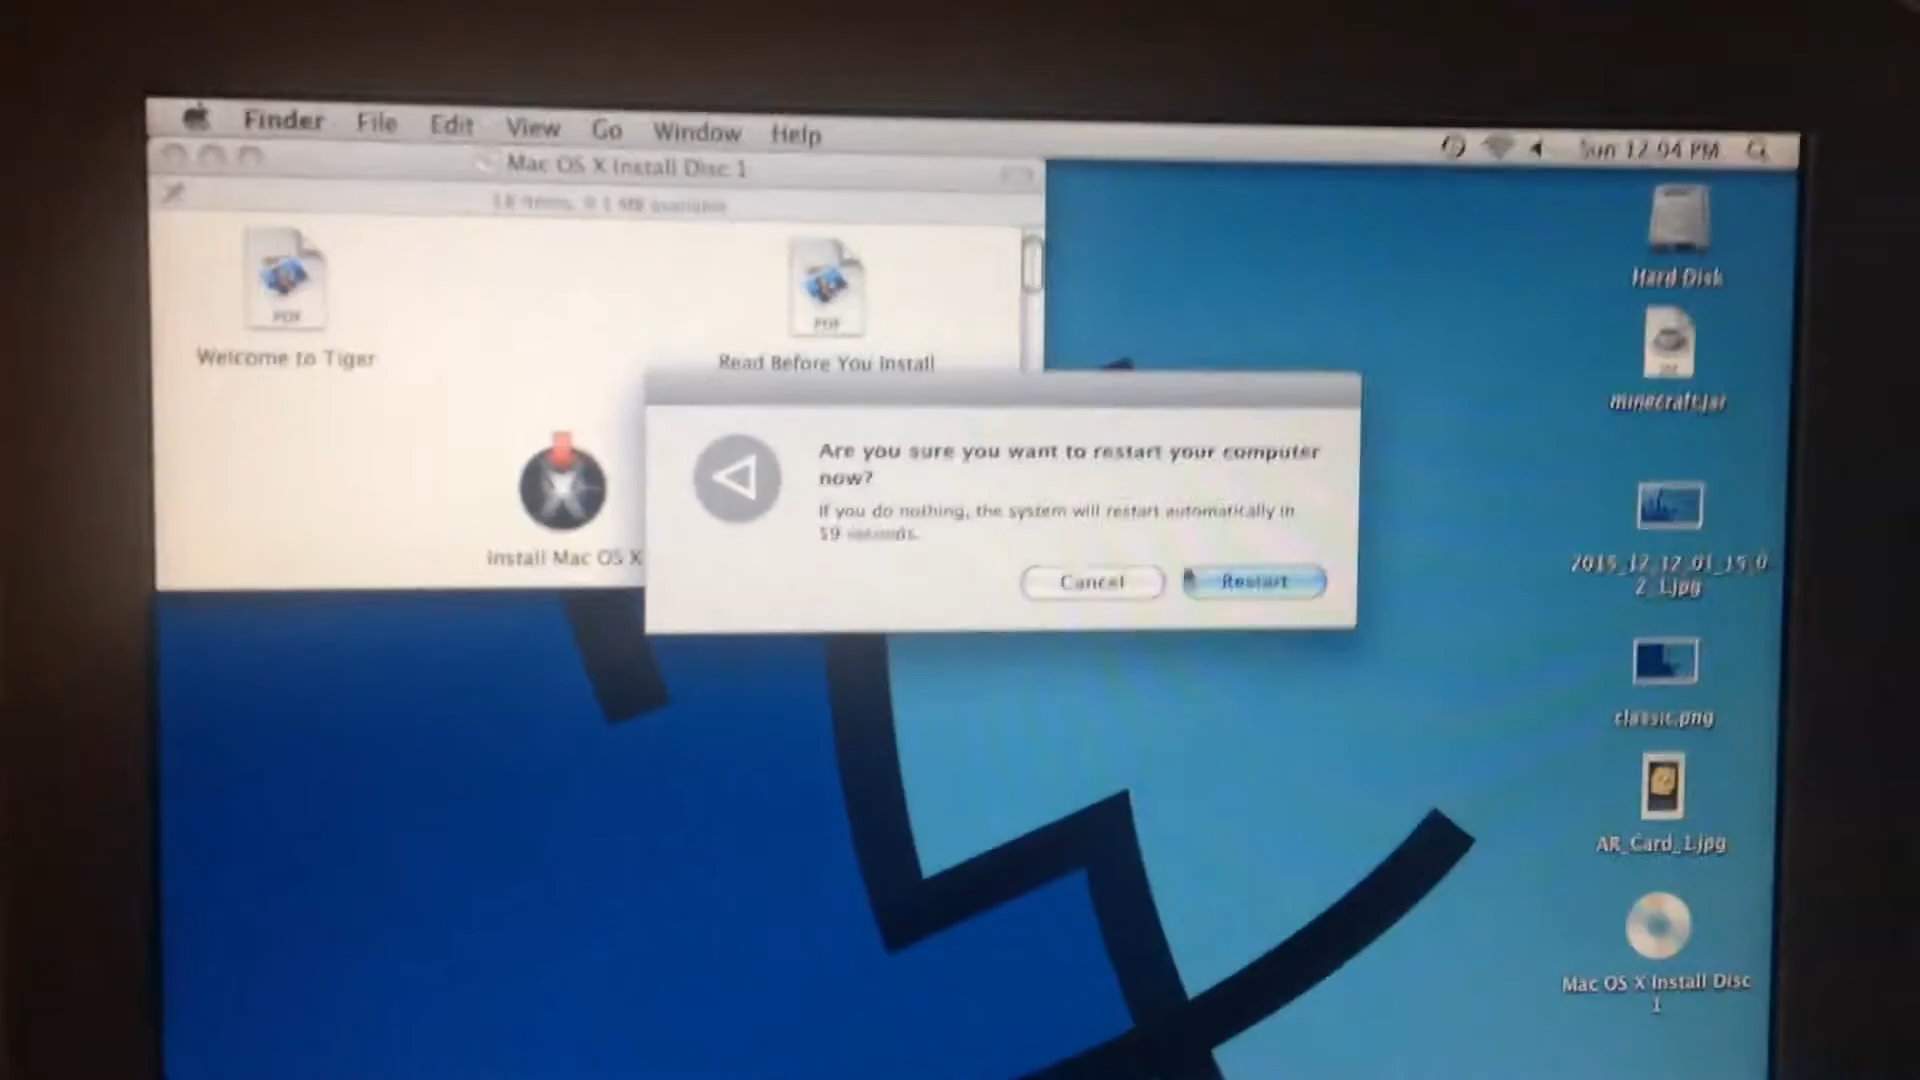 Finder File Edit View Go Window Help
Sun 12 04 PM
Mac OS X Install Disc 1
PDF
PDF
Welcome to Tiger
Read Before You Install
Install Mac OS X
Are you sure you want to restart your computer
now?
If you do nothing, the system will restart automatically in
59 seconds.
Cancel Restart
Hard Disk
minecraft.jar
classic.png
AR_Card_1.jpg
Mac OS X Install Disc
1